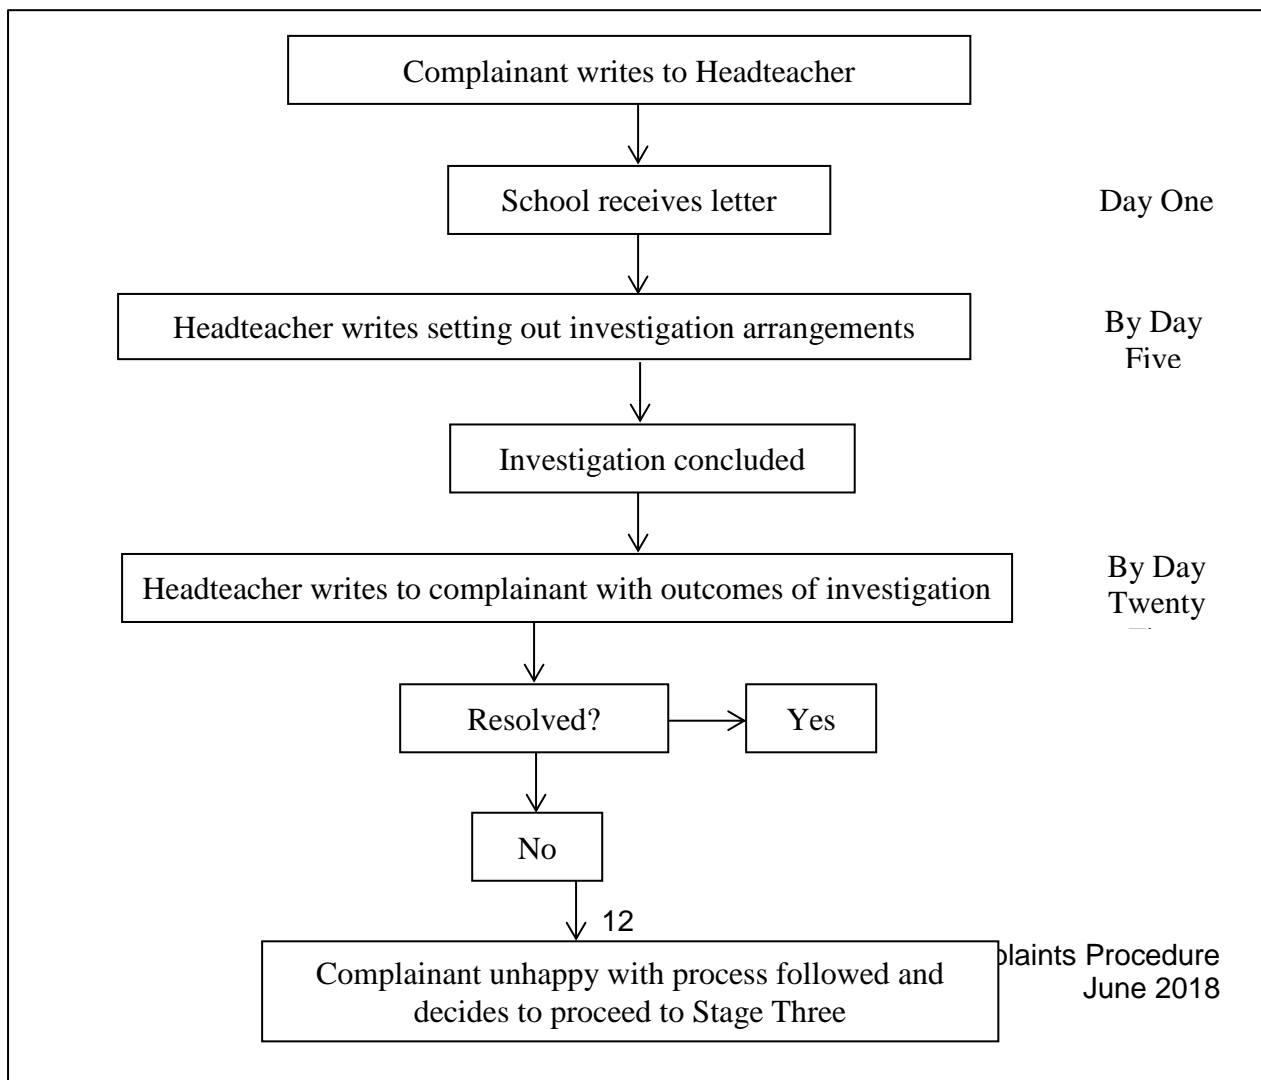 Complainant writes to Headteacher
School receives letter
Day One
Headteacher writes setting out investigation arrangements
By Day
Five
Investigation concluded
Headteacher writes to complainant with outcomes of investigation
By Day
Twenty
Resolved?
Yes
No
12
Complainant unhappy with process followed and
decides to proceed to Stage Three
plaints Procedure
June 2018